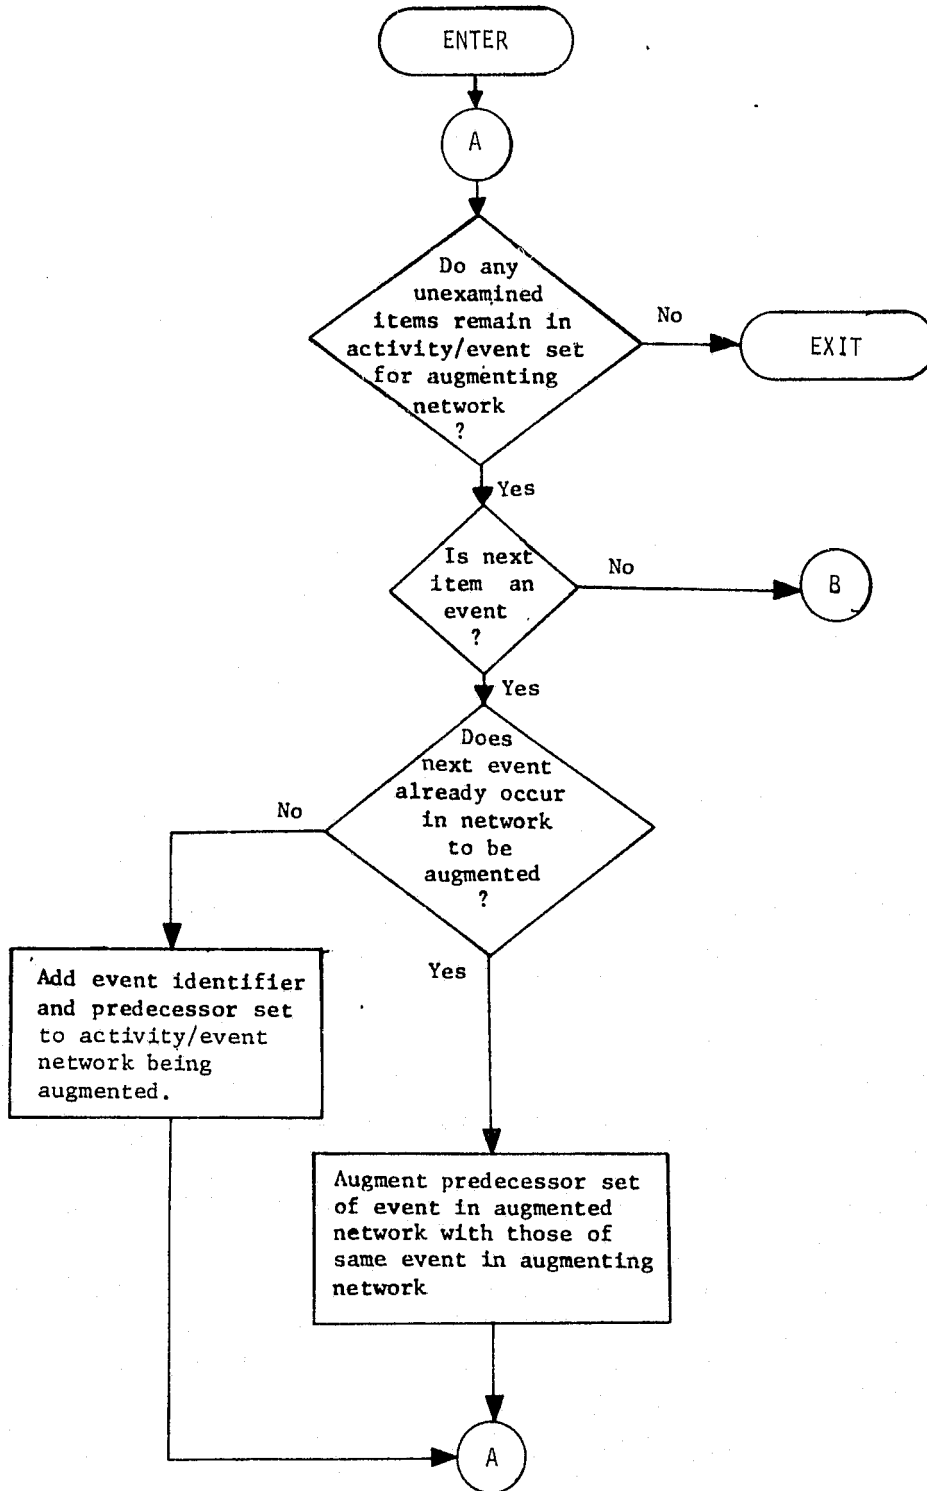 ENTER
A
Do any
unexamined
items remain in
activity/event set
for augmenting
network
?
No
EXIT
Yes
Is next
item an
event
?
No
B
Yes
Does
next event
already occur
in network
to be
augmented
?
No
Yes
Add event identifier
and predecessor set
to activity/event
network being
augmented.
Augment predecessor set
of event in augmented
network with those of
same event in augmenting
network
A